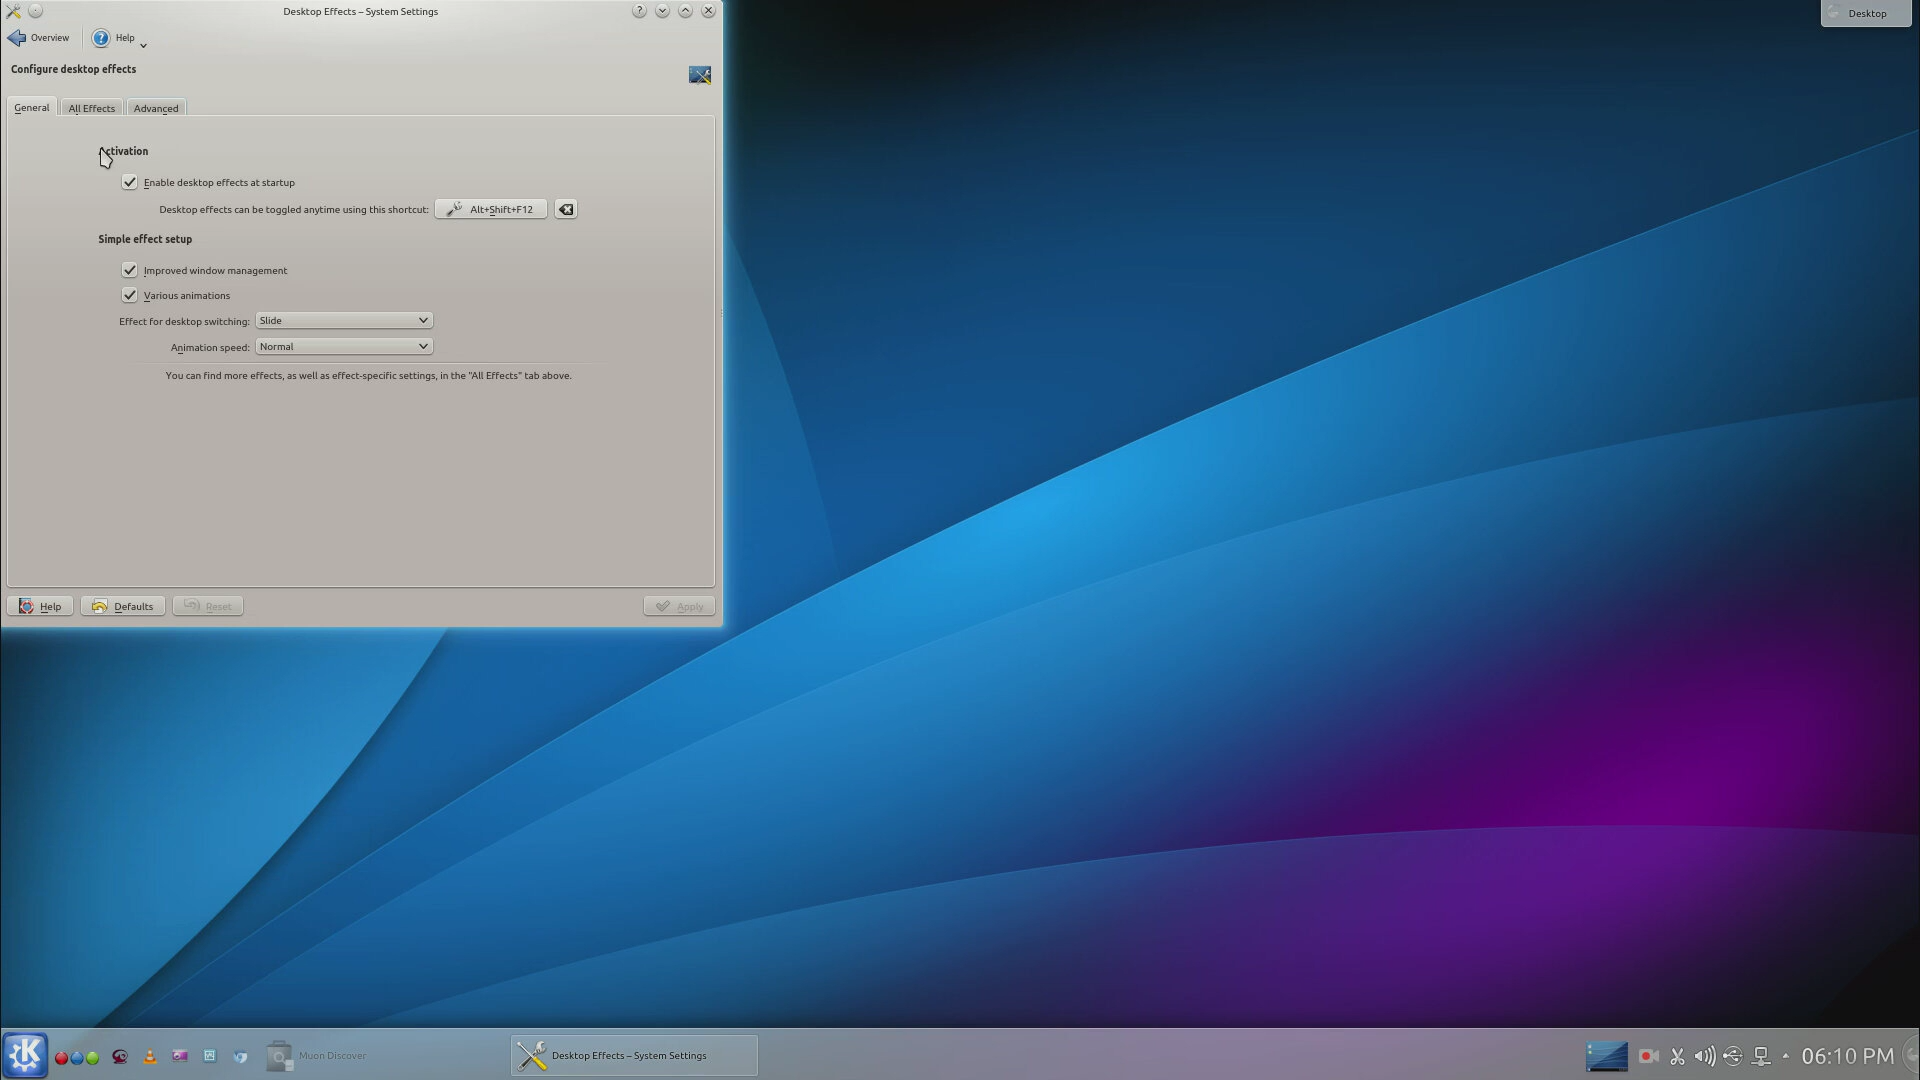 Desktop Effects – System Settings
Desktop
Overview
Help
Configure desktop effects
General
All Effects
Advanced
Activation
Enable desktop effects at startup
Desktop effects can be toggled anytime using this shortcut:
Alt+Shift+F12
Simple effect setup
Improved window management
Various animations
Effect for desktop switching:
Slide
Animation speed:
Normal
You can find more effects, as well as effect-specific settings, in the "All Effects" tab above.
Help
Defaults
Reset
Apply
Muon Discover
Desktop Effects – System Settings
06:10 PM